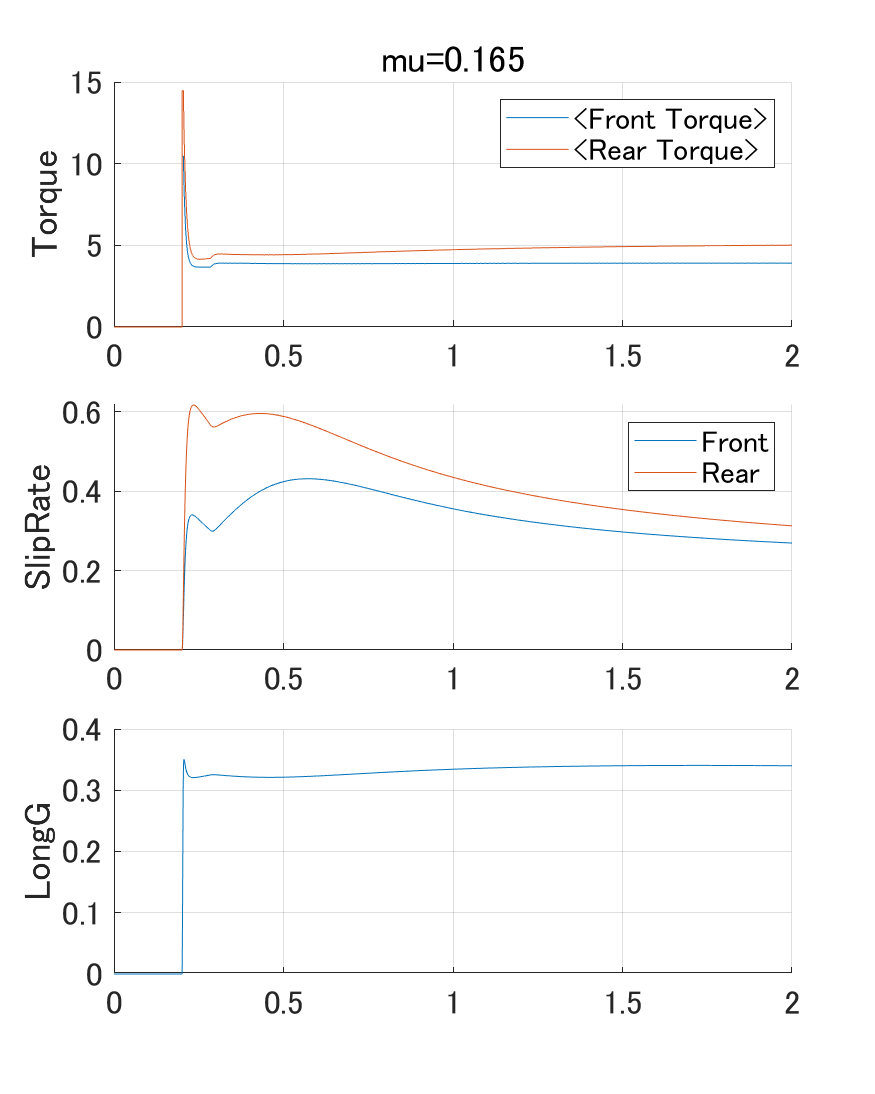 mu=0.165
15
10
5
0
Torque
<Front Torque>
<Rear Torque>
0 0.5 1 1.5 2
0.6
0.4
0.2
0
SlipRate
Front
Rear
0 0.5 1 1.5 2
0.4
0.3
0.2
0.1
0
LongG
0 0.5 1 1.5 2